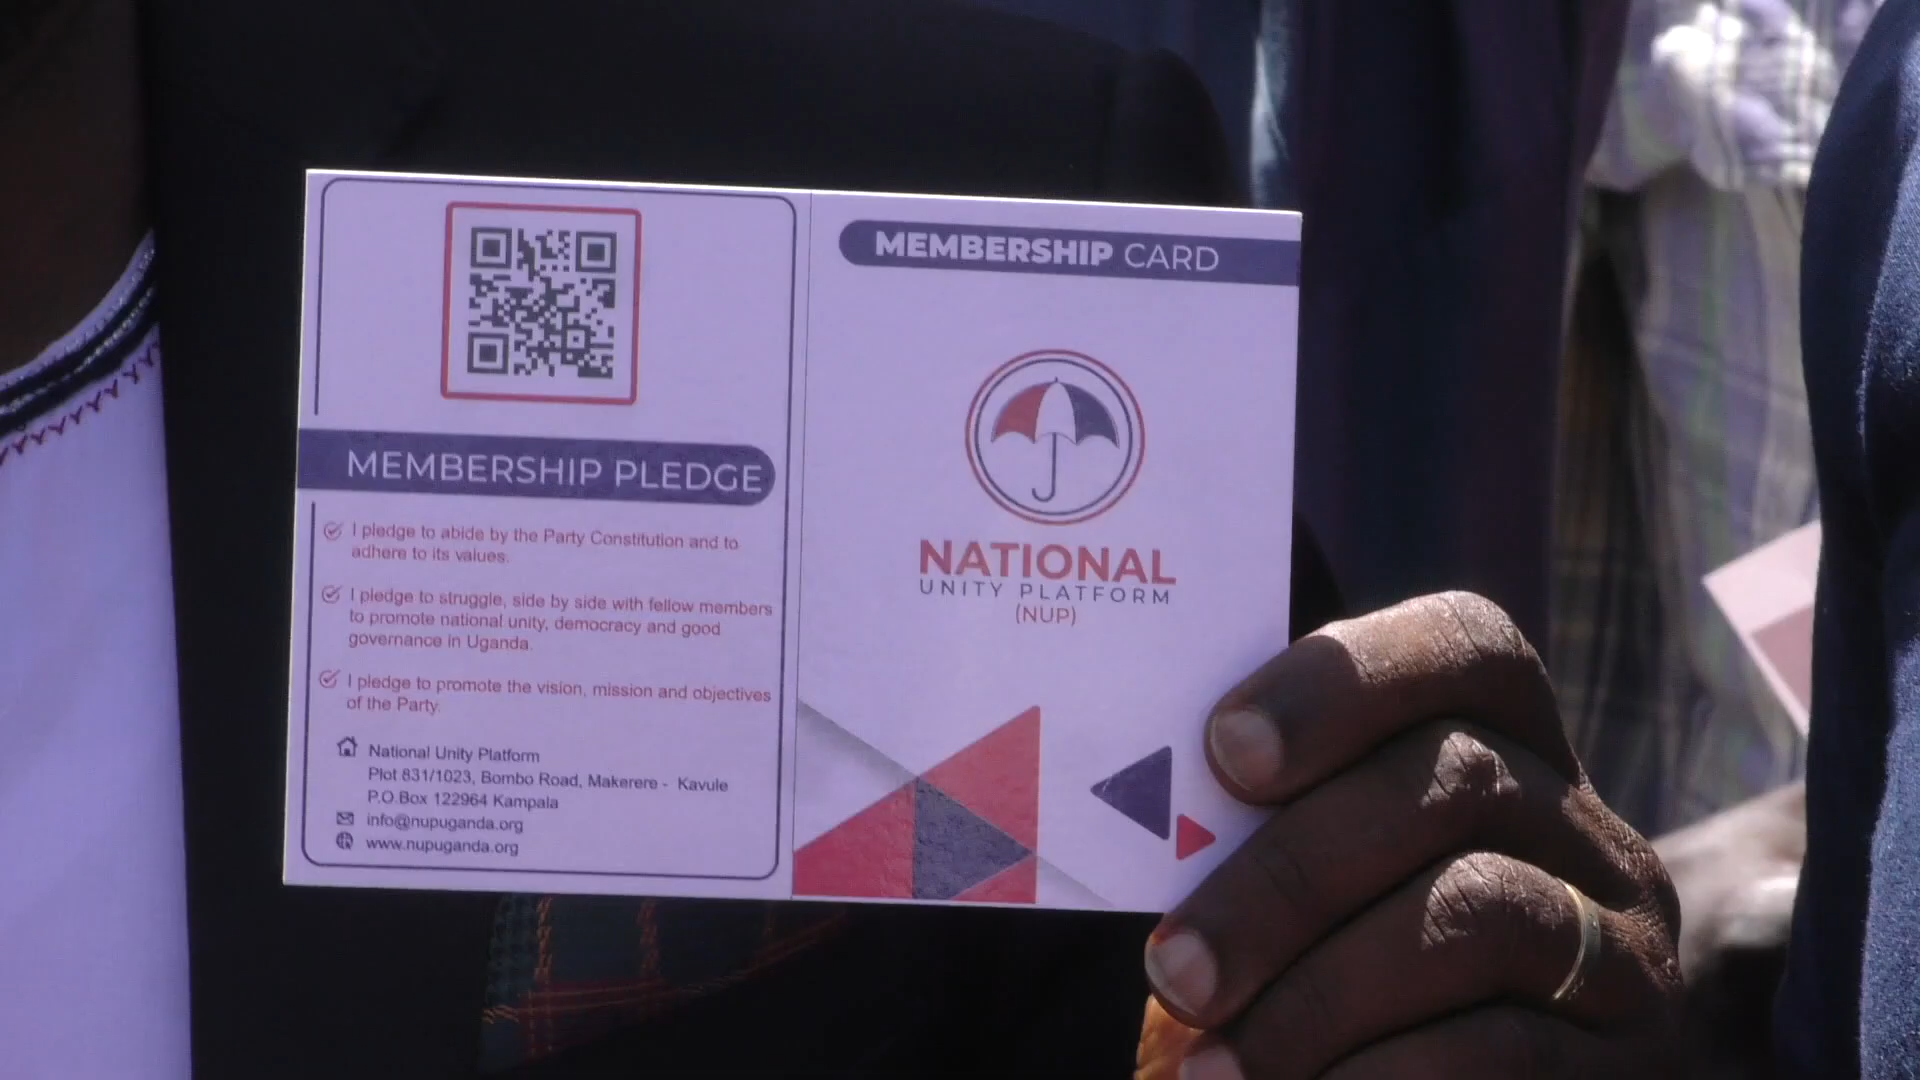 MEMBERSHIP PLEDGE
I pledge to abide by the Party Constitution and to
adhere to its values.
I pledge to struggle, side by side with fellow members
to promote national unity, democracy and good
governance in Uganda.
I pledge to promote the vision, mission and objectives
of the Party.
National Unity Platform
Plot 831/1023, Bombo Road, Makerere - Kavule
P.O.Box 122964 Kampala
info@nupuganda.org
www.nupuganda.org
MEMBERSHIP CARD
NATIONAL
UNITY PLATFORM
(NUP)